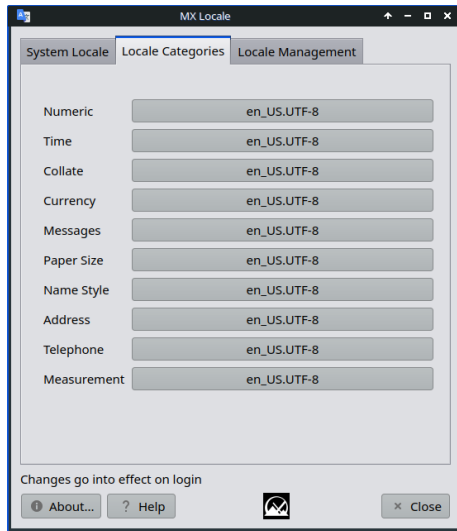 MX Locale
System Locale Locale Categories Locale Management
Numeric en_US.UTF-8
Time en_US.UTF-8
Collate en_US.UTF-8
Currency en_US.UTF-8
Messages en_US.UTF-8
Paper Size en_US.UTF-8
Name Style en_US.UTF-8
Address en_US.UTF-8
Telephone en_US.UTF-8
Measurement en_US.UTF-8
Changes go into effect on login
About... ? Help × Close